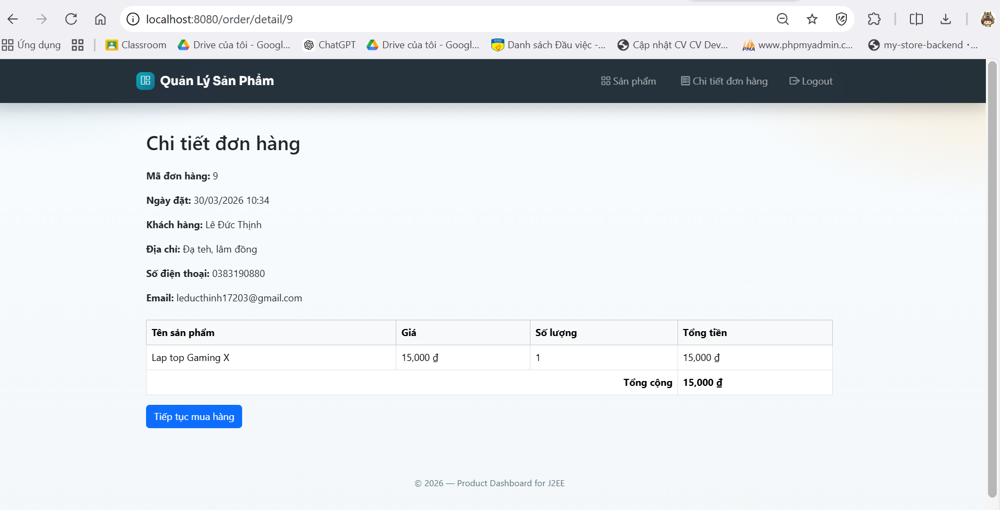 localhost:8080/order/detail/9
Ứng dụng Classroom Drive của tôi - Googl... ChatGPT Drive của tôi - Googl... Danh sách Đầu việc -... Cập nhật CV CV Dev... PMA www.phpmyadmin.c... my-store-backend ·...
Quản Lý Sản Phẩm Sản phẩm Chi tiết đơn hàng Logout
Chi tiết đơn hàng
Mã đơn hàng: 9
Ngày đặt: 30/03/2026 10:34
Khách hàng: Lê Đức Thịnh
Địa chỉ: Đạ teh, lâm đồng
Số điện thoại: 0383190880
Email: leducthinh17203@gmail.com
Tên sản phẩm Giá Số lượng Tổng tiền
Lap top Gaming X 15,000 ₫ 1 15,000 ₫
Tổng cộng 15,000 ₫
Tiếp tục mua hàng
© 2026 — Product Dashboard for J2EE